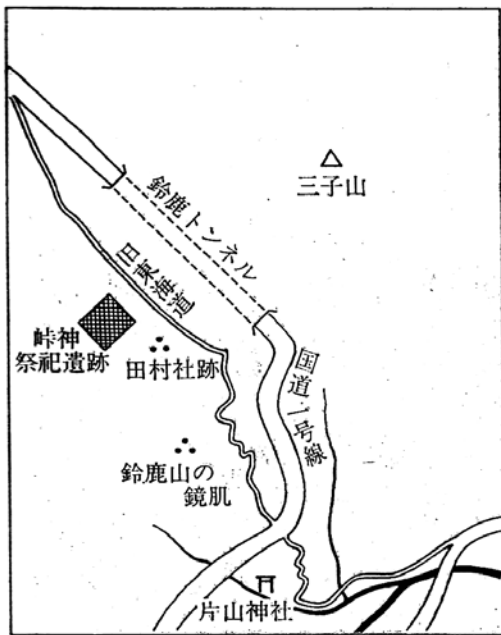 三子山
鈴鹿トンネル
旧東海道
峠神
祭祀遺跡
田村社跡
国道一号線
鈴鹿山の
鏡肌
片山神社